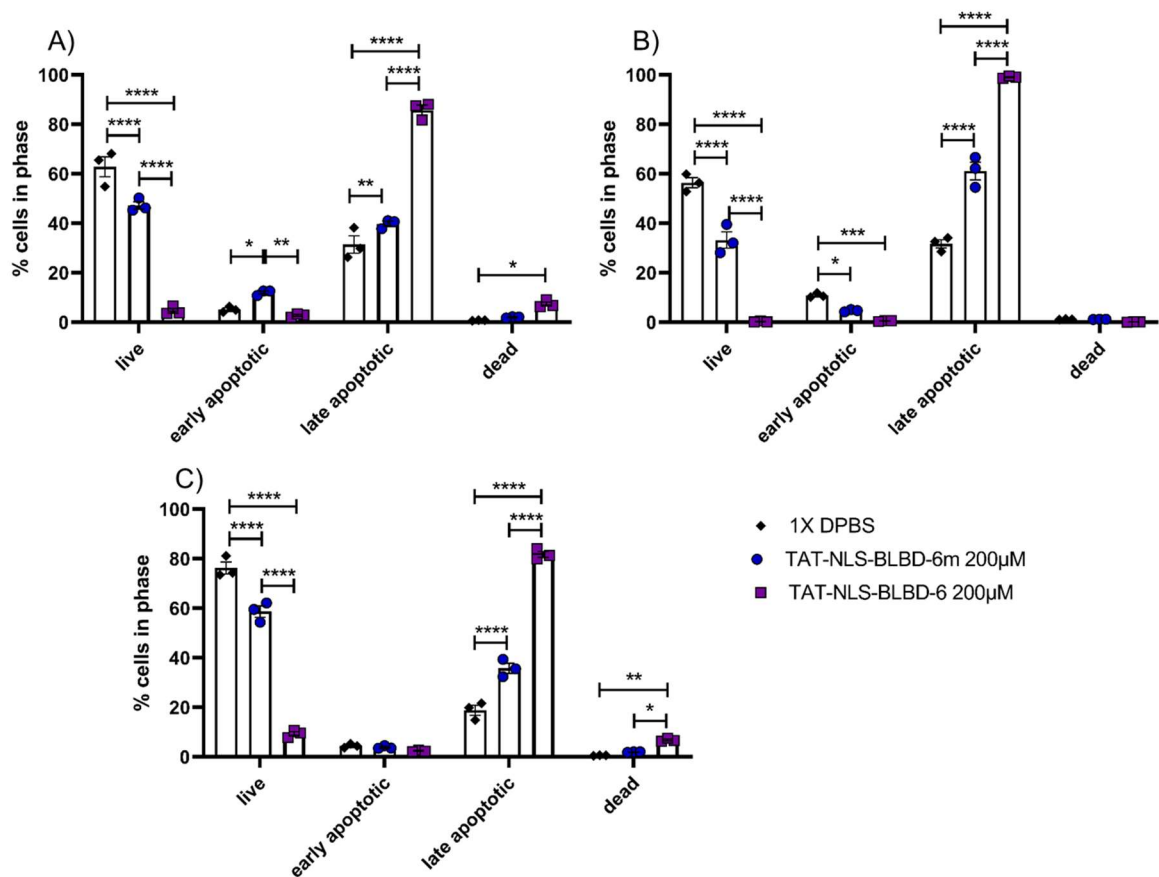 A)
% cells in phase
100
80
60
40
20
0
**** **** ****
* **
** **** ****
*
live
early apoptotic
late apoptotic
dead
B)
% cells in phase
100
80
60
40
20
0
**** **** ****
* ***
**** **** ****
live
early apoptotic
late apoptotic
dead
C)
% cells in phase
100
80
60
40
20
0
**** **** ****
**** **** ****
** *
live
early apoptotic
late apoptotic
dead
1X DPBS
TAT-NLS-BLBD-6m 200µM
TAT-NLS-BLBD-6 200µM